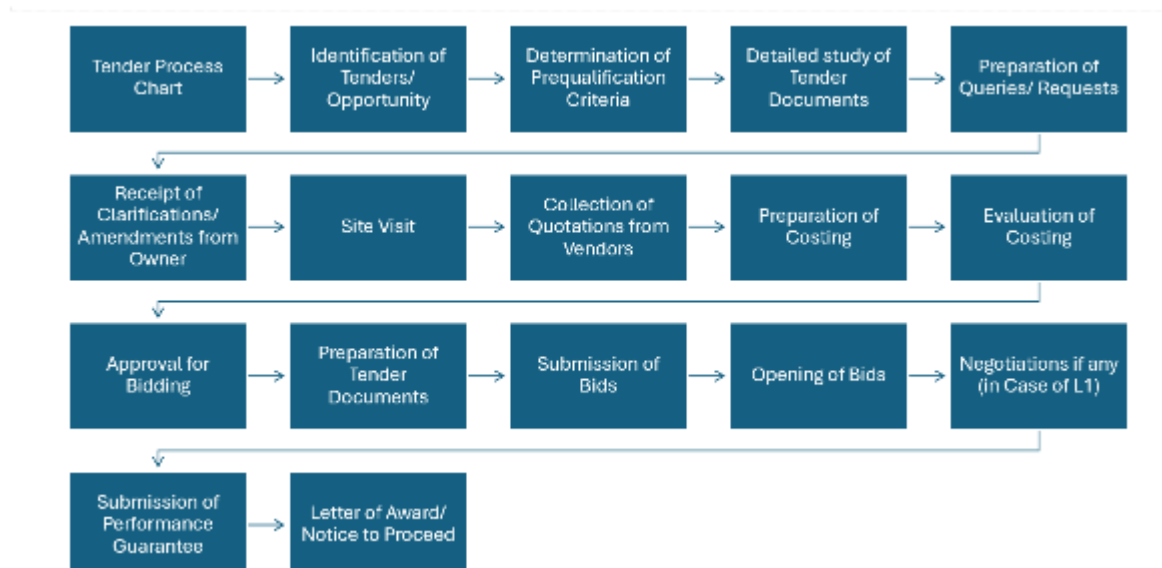 Tender Process
Chart
Identification of
Tenders/
Opportunity
Determination of
Prequalification
Criteria
Detailed study of
Tender
Documents
Preparation of
Queries/ Requests
Receipt of
Clarifications/
Amendments from
Owner
Site Visit
Collection of
Quotations from
Vendors
Preparation of
Costing
Evaluation of
Costing
Approval for
Bidding
Preparation of
Tender
Documents
Submission of
Bids
Opening of Bids
Negotiations if any
(in Case of L1)
Submission of
Performance
Guarantee
Letter of Award/
Notice to Proceed